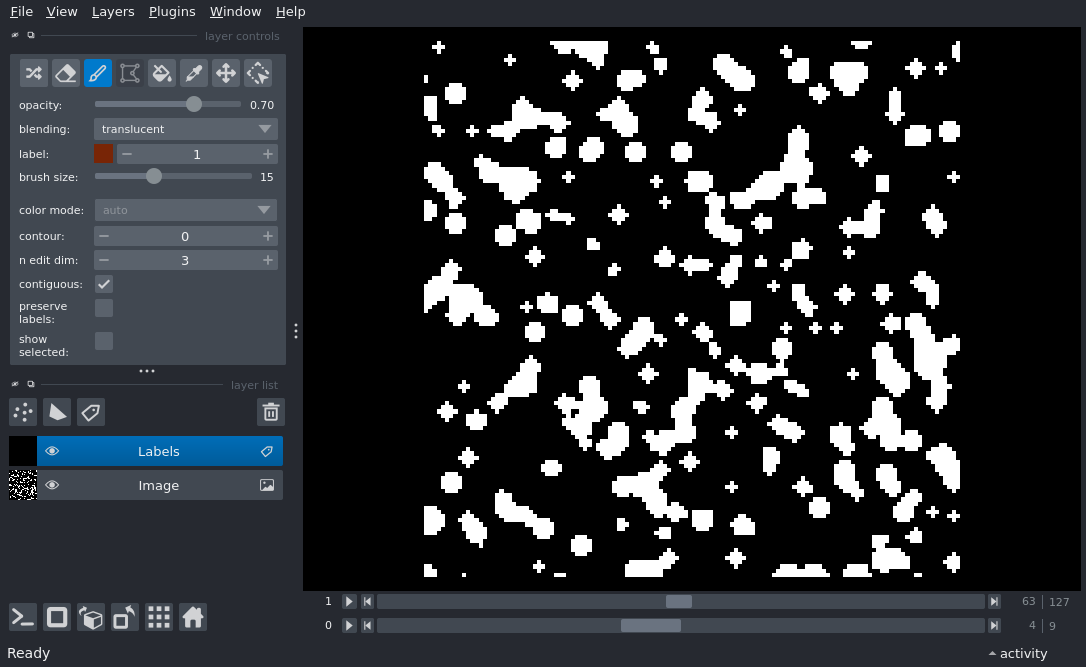 File View Layers Plugins Window Help
layer controls
opacity: 0.70
blending: translucent
label: 1
brush size: 15
color mode: auto
contour: 0
n edit dim: 3
contiguous:
preserve
labels:
show
selected:
layer list
Labels
Image
1 63 127
0 4 9
Ready activity